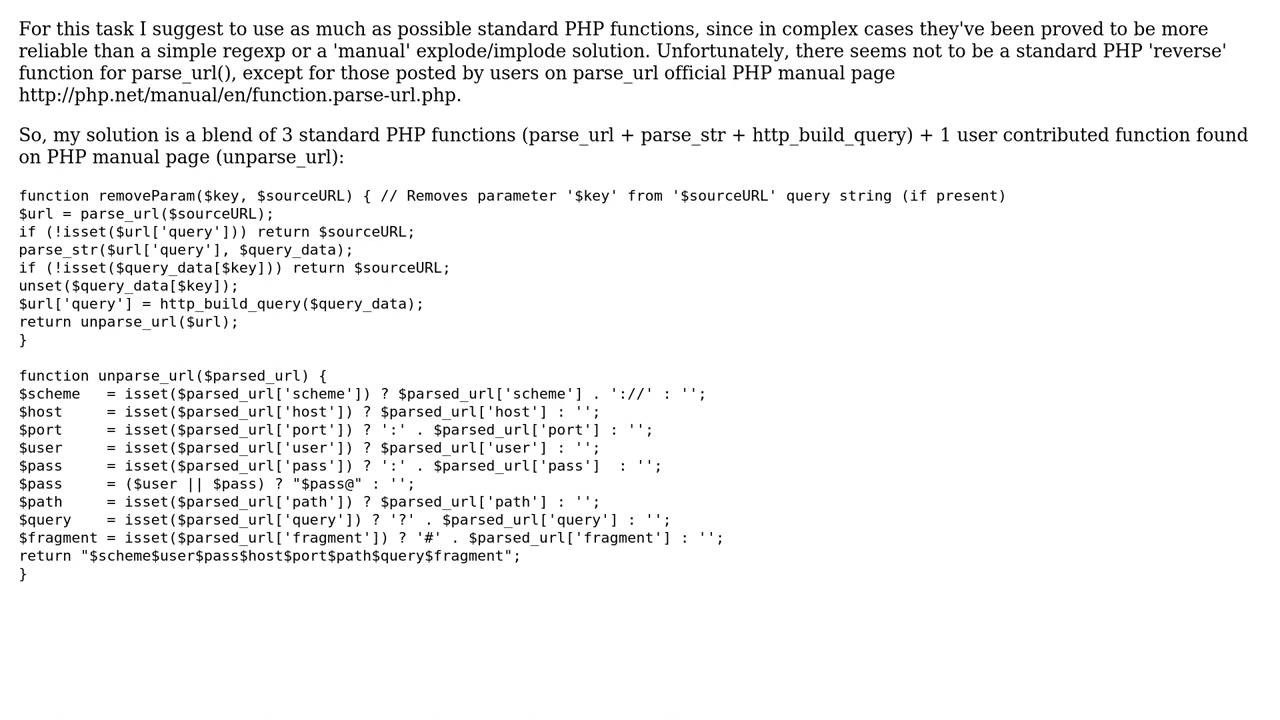 For this task I suggest to use as much as possible standard PHP functions, since in complex cases they've been proved to be more
reliable than a simple regexp or a 'manual' explode/implode solution. Unfortunately, there seems not to be a standard PHP 'reverse'
function for parse_url(), except for those posted by users on parse_url official PHP manual page
http://php.net/manual/en/function.parse-url.php.

So, my solution is a blend of 3 standard PHP functions (parse_url + parse_str + http_build_query) + 1 user contributed function found
on PHP manual page (unparse_url):

function removeParam($key, $sourceURL) { // Removes parameter '$key' from '$sourceURL' query string (if present)
$url = parse_url($sourceURL);
if (!isset($url['query'])) return $sourceURL;
parse_str($url['query'], $query_data);
if (!isset($query_data[$key])) return $sourceURL;
unset($query_data[$key]);
$url['query'] = http_build_query($query_data);
return unparse_url($url);
}

function unparse_url($parsed_url) {
$scheme   = isset($parsed_url['scheme']) ? $parsed_url['scheme'] . '://' : '';
$host     = isset($parsed_url['host']) ? $parsed_url['host'] : '';
$port     = isset($parsed_url['port']) ? ':' . $parsed_url['port'] : '';
$user     = isset($parsed_url['user']) ? $parsed_url['user'] : '';
$pass     = isset($parsed_url['pass']) ? ':' . $parsed_url['pass']  : '';
$pass     = ($user || $pass) ? "$pass@" : '';
$path     = isset($parsed_url['path']) ? $parsed_url['path'] : '';
$query    = isset($parsed_url['query']) ? '?' . $parsed_url['query'] : '';
$fragment = isset($parsed_url['fragment']) ? '#' . $parsed_url['fragment'] : '';
return "$scheme$user$pass$host$port$path$query$fragment";
}